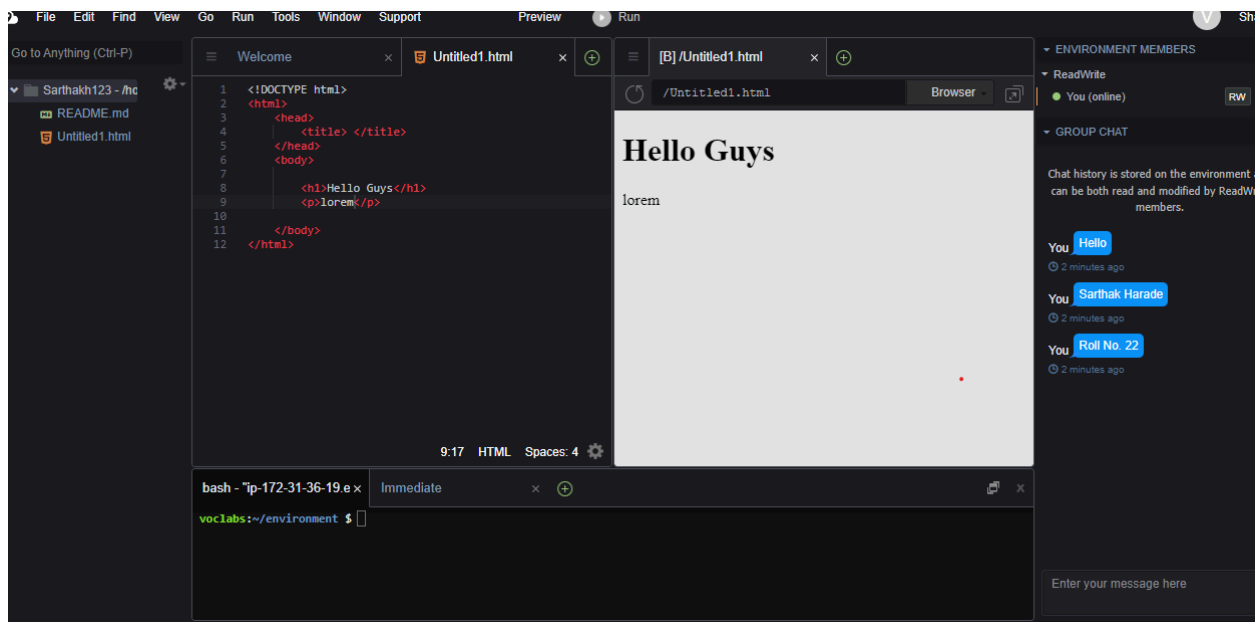 File Edit Find View Go Run Tools Window Support Preview Run
V Sha
Go to Anything (Ctrl-P)
Sarthakh123 - /ho
README.md
Untitled1.html
Welcome × Untitled1.html ×
1 <!DOCTYPE html>
2 <html>
3 <head>
4 <title> </title>
5 </head>
6 <body>
7
8 <h1>Hello Guys</h1>
9 <p>lorem</p>
10
11 </body>
12 </html>
9:17 HTML Spaces: 4
[B] /Untitled1.html ×
/Untitled1.html Browser
Hello Guys
lorem
bash - "ip-172-31-36-19.e × Immediate ×
voclabs:~/environment $
ENVIRONMENT MEMBERS
ReadWrite
You (online) RW
GROUP CHAT
Chat history is stored on the environment a
can be both read and modified by ReadWr
members.
You Hello
2 minutes ago
You Sarthak Harade
2 minutes ago
You Roll No. 22
2 minutes ago
Enter your message here